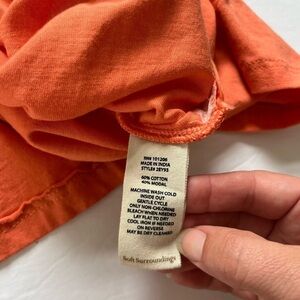 RN# 101206
MADE IN INDIA
STYLE# 2EY93
60% COTTON
40% MODAL
MACHINE WASH COLD
INSIDE OUT
GENTLE CYCLE
ONLY NON-CHLORINE
BLEACH WHEN NEEDED
LAY FLAT TO DRY
COOL IRON IF NEEDED
ON REVERSE
MAY BE DRY CLEANED
Soft Surroundings